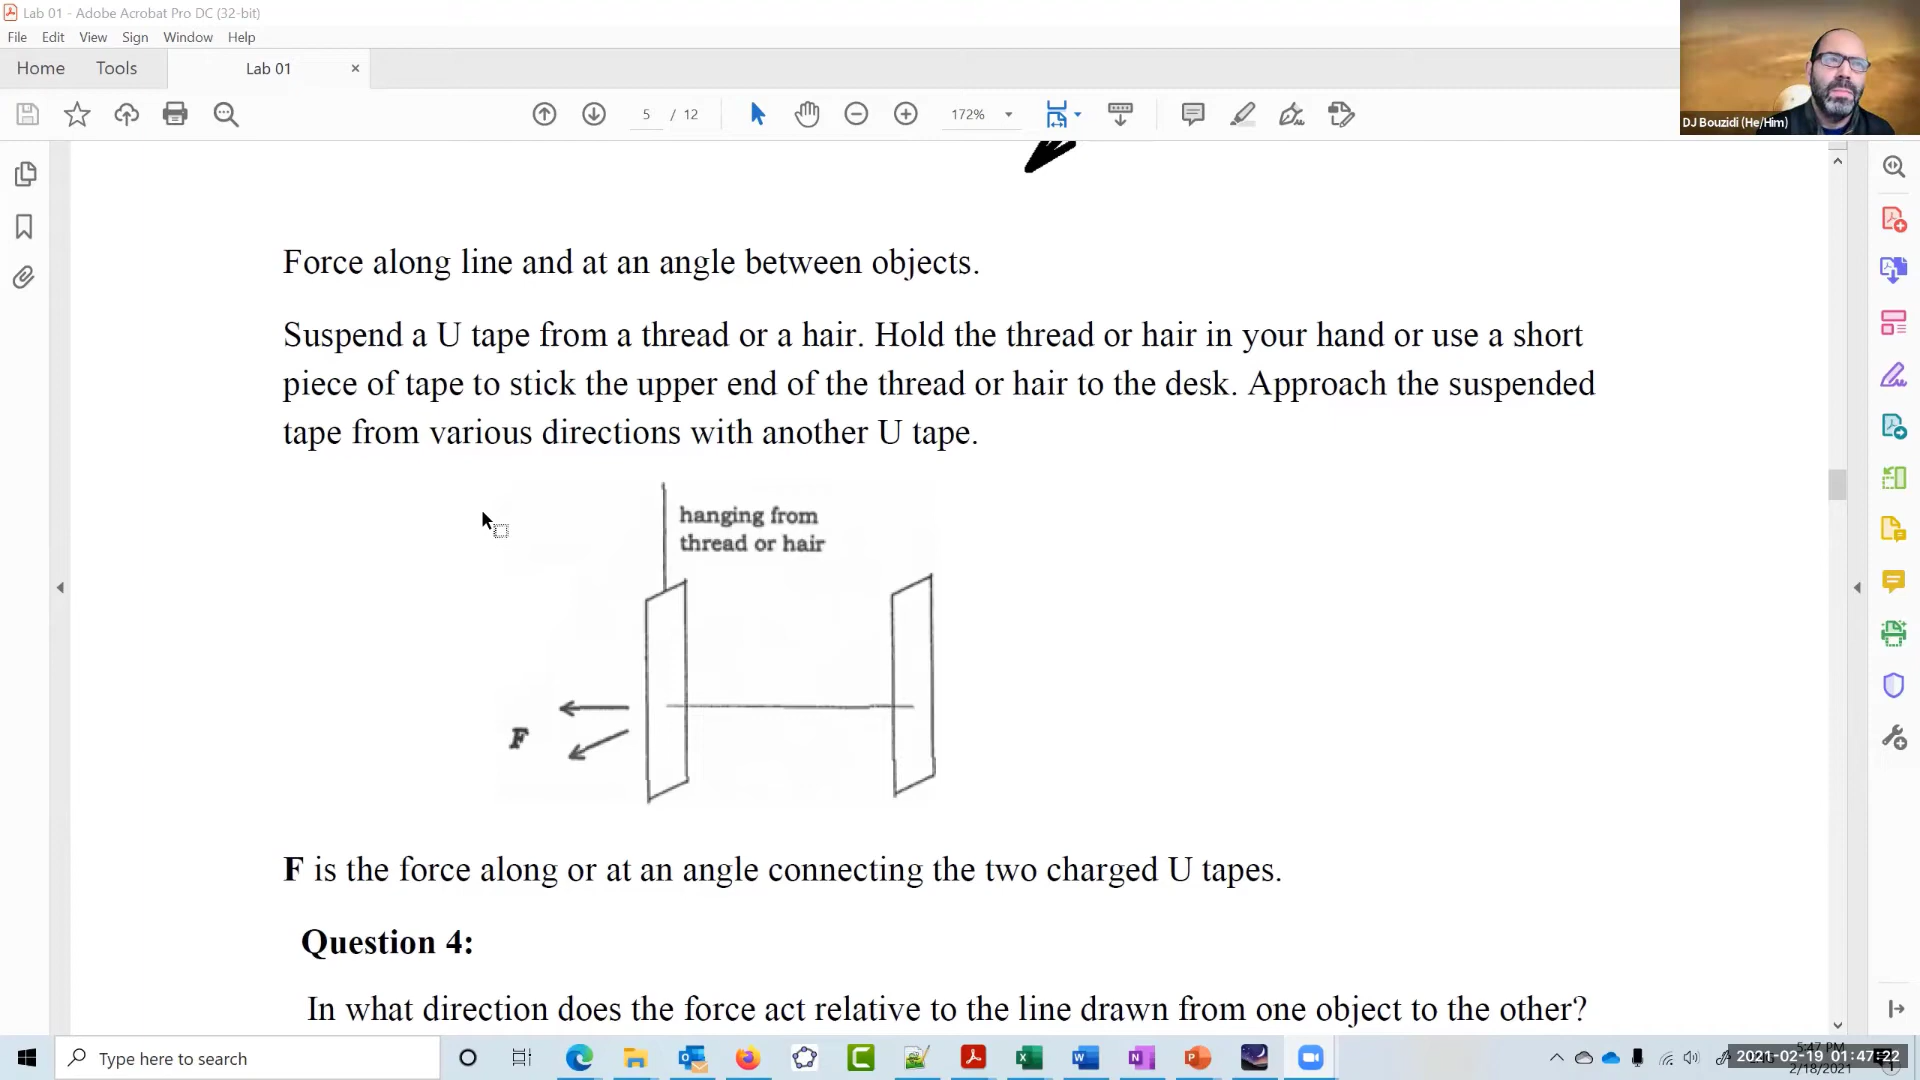 Lab 01 - Adobe Acrobat Pro DC (32-bit)
File Edit View Sign Window Help
Home Tools Lab 01 ×
5 / 12 172%
DJ Bouzidi (He/Him)
Force along line and at an angle between objects.
Suspend a U tape from a thread or a hair. Hold the thread or hair in your hand or use a short
piece of tape to stick the upper end of the thread or hair to the desk. Approach the suspended
tape from various directions with another U tape.
hanging from
thread or hair
F
F is the force along or at an angle connecting the two charged U tapes.
Question 4:
In what direction does the force act relative to the line drawn from one object to the other?
Type here to search
5:47 PM
2021-02-19 01:47:22
2/18/2021